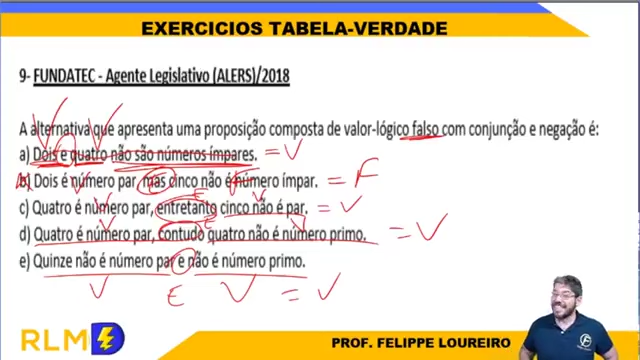 EXERCICIOS TABELA-VERDADE
9- FUNDATEC - Agente Legislativo (ALERS)/2018
A alternativa que apresenta uma proposição composta de valor-lógico falso com conjunção e negação é:
V V
a) Dois e quatro não são números ímpares. = V
b) Dois é número par, mas cinco não é número ímpar. = F
V E F
c) Quatro é número par, entretanto cinco não é par. = V
V E V
d) Quatro é número par, contudo quatro não é número primo. = V
V E V
e) Quinze não é número par e não é número primo.
V E V = V
RLM D
PROF. FELIPPE LOUREIRO